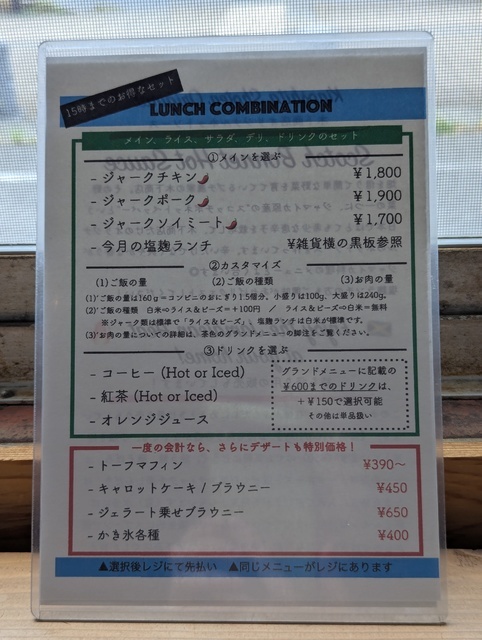 15時までのお得なセット
LUNCH COMBINATION
メイン、ライス、サラダ、デリ、ドリンクのセット
①メインを選ぶ
- ジャークチキン🌶 ¥1,800
- ジャークポーク🌶 ¥1,900
- ジャークソイミート🌶 ¥1,700
- 今月の塩麹ランチ ¥雑貨横の黒板参照
②カスタマイズ
(1)ご飯の量 (2)ご飯の種類 (3)お肉の量
(1)ご飯の量は160g=コンビニのおにぎり1.5個分。小盛りは100g、大盛りは240g。
(2)ご飯の種類 白米⇨ライス&ビーズ=+100円 / ライス&ビーズ⇨白米=無料
※ジャーク類は標準で「ライス&ビーズ」、塩麹ランチは白米が標準です。
(3)お肉の量についての詳細は、茶色のグランドメニューの脚注をご覧ください。
③ドリンクを選ぶ
- コーヒー (Hot or Iced)
- 紅茶 (Hot or Iced)
- オレンジジュース
グランドメニューに記載の
¥600までのドリンクは、
+¥150で選択可能
その他は単品扱い
一度の会計なら、さらにデザートも特別価格!
- トーフマフィン ¥390〜
- キャロットケーキ / ブラウニー ¥450
- ジェラート乗せブラウニー ¥650
- かき氷各種 ¥400
▲選択後レジにて先払い ▲同じメニューがレジにあります